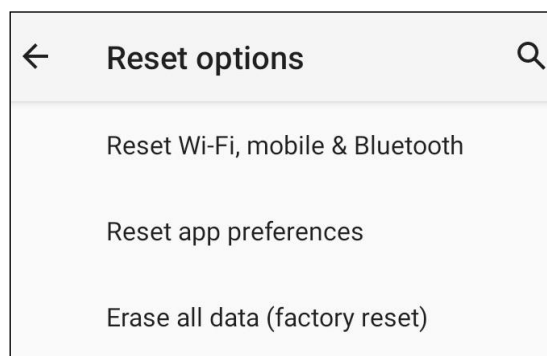 Reset options
Reset Wi-Fi, mobile & Bluetooth
Reset app preferences
Erase all data (factory reset)